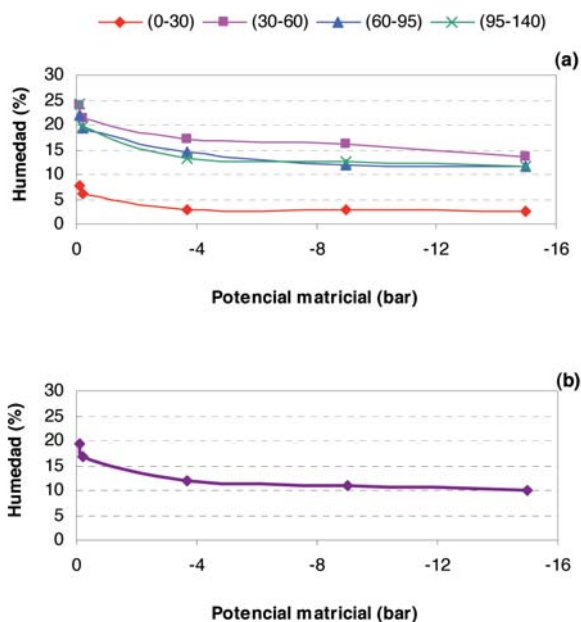 (0-30) (30-60) (60-95) (95-140)
(a)
30
25
20
15
10
5
0
Humedad (%)
0 -4 -8 -12 -16
Potencial matricial (bar)
(b)
30
25
20
15
10
5
0
Humedad (%)
0 -4 -8 -12 -16
Potencial matricial (bar)